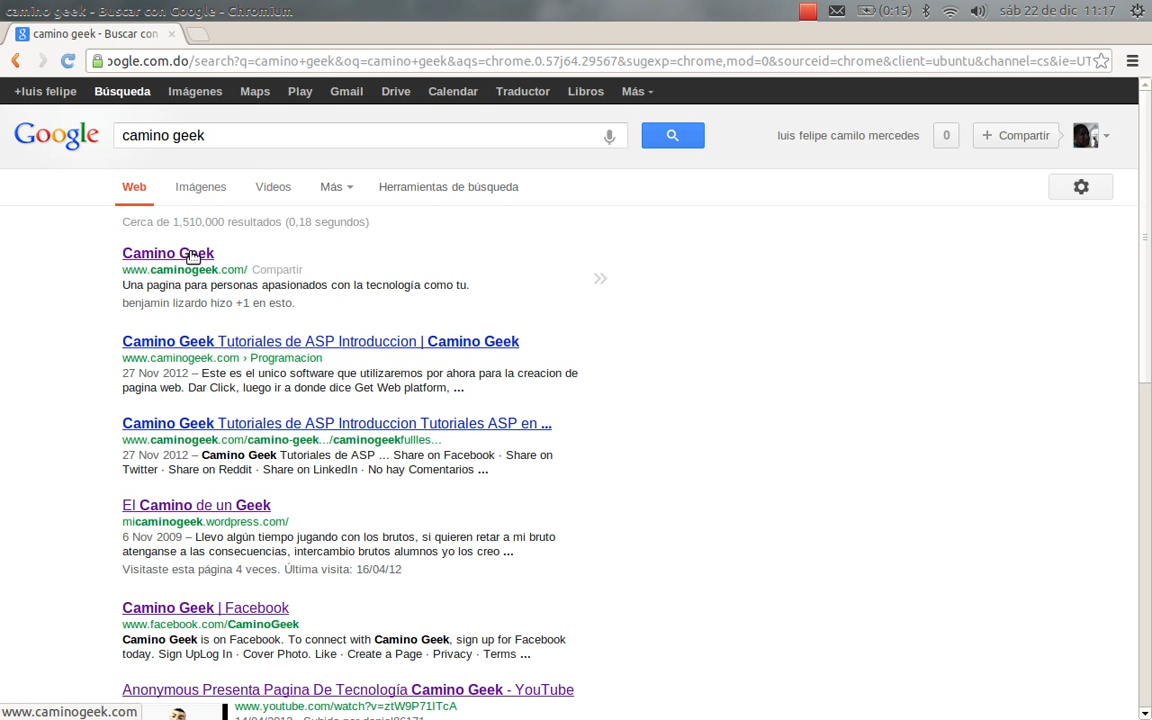 camino geek - Buscar con Google - Chromium
(0:15) sáb 22 de dic 11:17
camino geek - Buscar con
oogle.com.do/search?q=camino+geek&oq=camino+geek&aqs=chrome.0.57j64.29567&sugexp=chrome,mod=0&sourceid=chrome&client=ubuntu&channel=cs&ie=UT
+luis felipe Búsqueda Imágenes Maps Play Gmail Drive Calendar Traductor Libros Más
Google camino geek luis felipe camilo mercedes 0 + Compartir
Web Imágenes Videos Más Herramientas de búsqueda
Cerca de 1,510,000 resultados (0,18 segundos)
Camino Geek
www.caminogeek.com/ Compartir
Una pagina para personas apasionados con la tecnología como tu.
benjamin lizardo hizo +1 en esto.
Camino Geek Tutoriales de ASP Introduccion | Camino Geek
www.caminogeek.com › Programacion
27 Nov 2012 – Este es el unico software que utilizaremos por ahora para la creacion de
pagina web. Dar Click, luego ir a donde dice Get Web platform, ...
Camino Geek Tutoriales de ASP Introduccion Tutoriales ASP en ...
www.caminogeek.com/camino-geek.../caminogeekfullles...
27 Nov 2012 – Camino Geek Tutoriales de ASP ... Share on Facebook · Share on
Twitter · Share on Reddit · Share on LinkedIn · No hay Comentarios ...
El Camino de un Geek
micaminogeek.wordpress.com/
6 Nov 2009 – Llevo algún tiempo jugando con los brutos, si quieren retar a mi bruto
atenganse a las consecuencias, intercambio brutos alumnos yo los creo ...
Visitaste esta página 4 veces. Última visita: 16/04/12
Camino Geek | Facebook
www.facebook.com/CaminoGeek
Camino Geek is on Facebook. To connect with Camino Geek, sign up for Facebook
today. Sign UpLog In · Cover Photo. Like · Create a Page · Privacy · Terms ...
Anonymous Presenta Pagina De Tecnología Camino Geek - YouTube
www.youtube.com/watch?v=ztW9P71ITcA
www.caminogeek.com